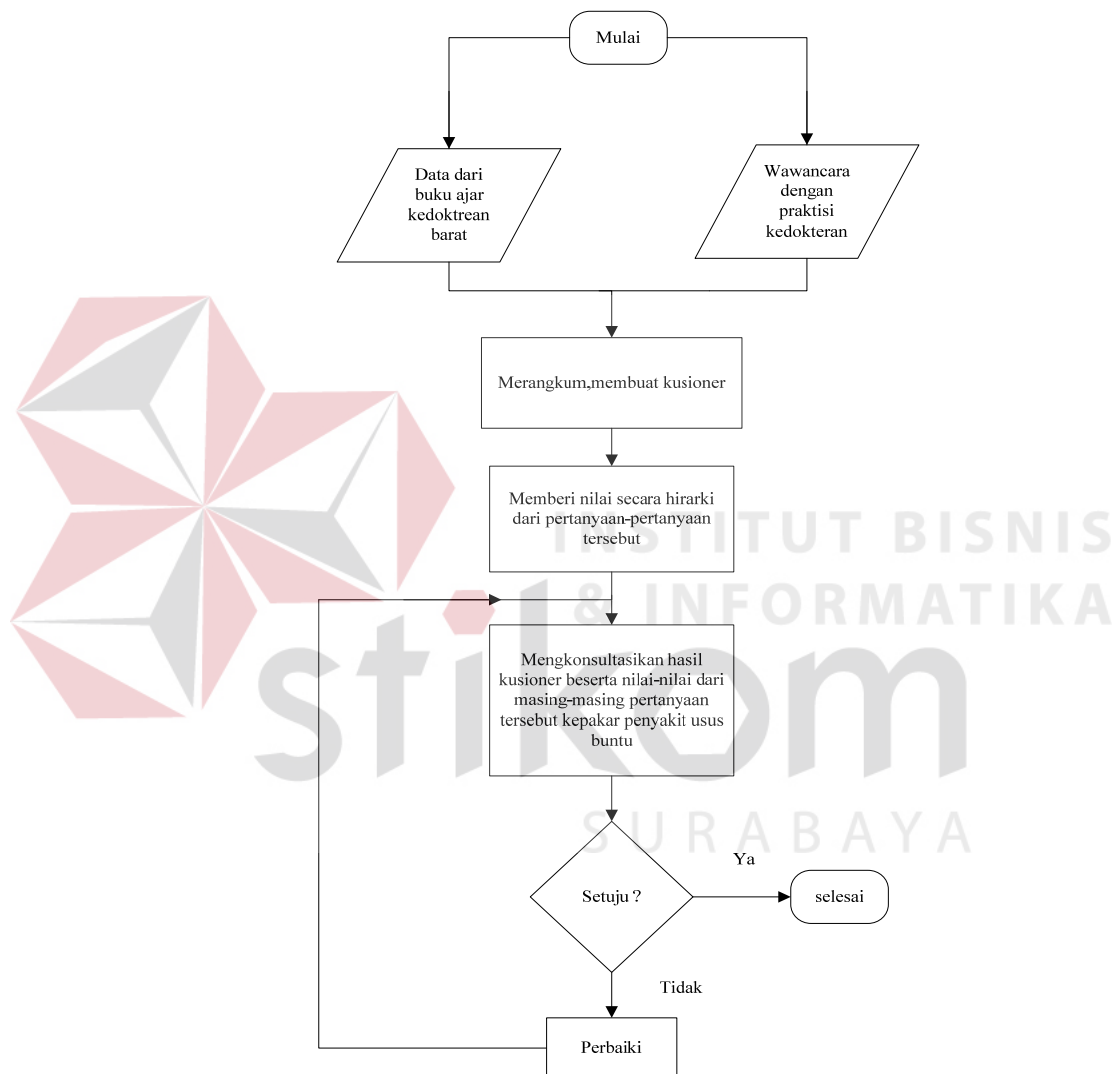 Mulai
Data dari
buku ajar
kedoktrean
barat
Wawancara
dengan
praktisi
kedokteran
Merangkum,membuat kusioner
Memberi nilai secara hirarki
dari pertanyaan-pertanyaan
tersebut
INSTITUT BISNIS
& INFORMATIKA
stikom
SURABAYA
Mengkonsultasikan hasil
kusioner beserta nilai-nilai dari
masing-masing pertanyaan
tersebut kepakar penyakit usus
buntu
Setuju ?
Ya
selesai
Tidak
Perbaiki